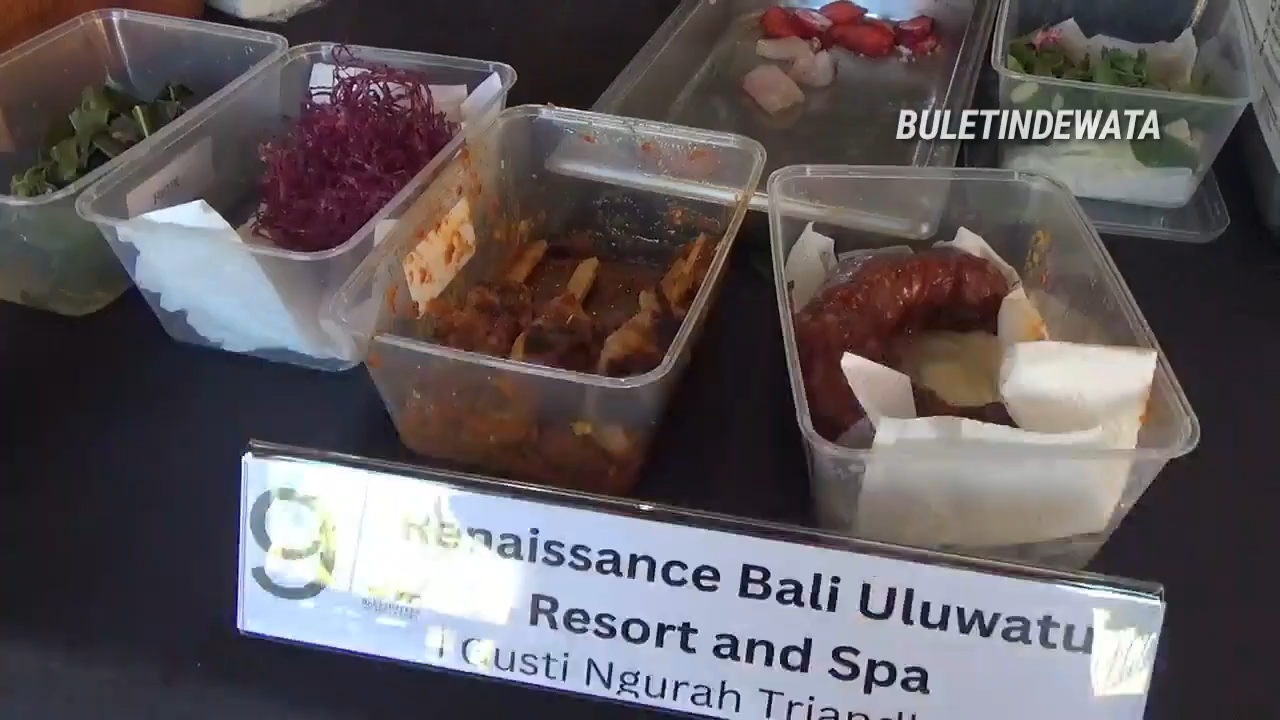 BULETINDEWATA
Renaissance Bali Uluwatu
Resort and Spa
I Gusti Ngurah